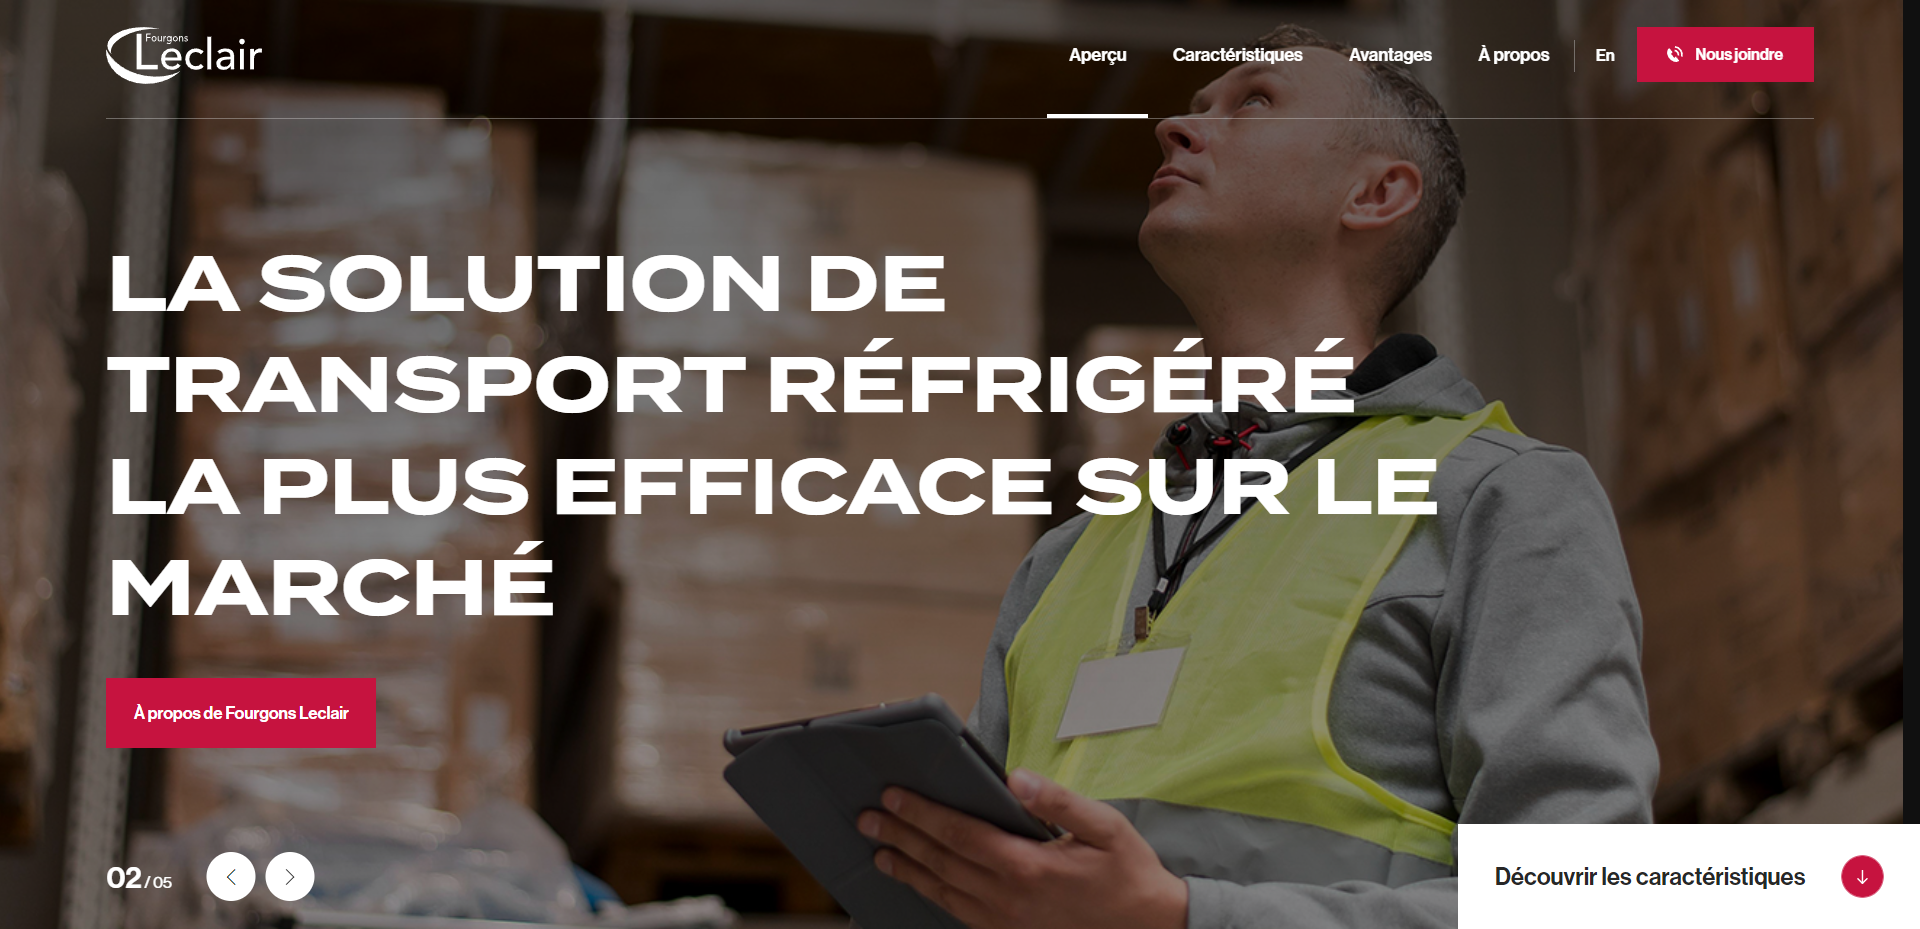 Fourgons
Leclair
Aperçu
Caractéristiques
Avantages
À propos
En
Nous joindre
LA SOLUTION DE
TRANSPORT RÉFRIGÉRÉ
LA PLUS EFFICACE SUR LE
MARCHÉ
À propos de Fourgons Leclair
02 / 05
Découvrir les caractéristiques